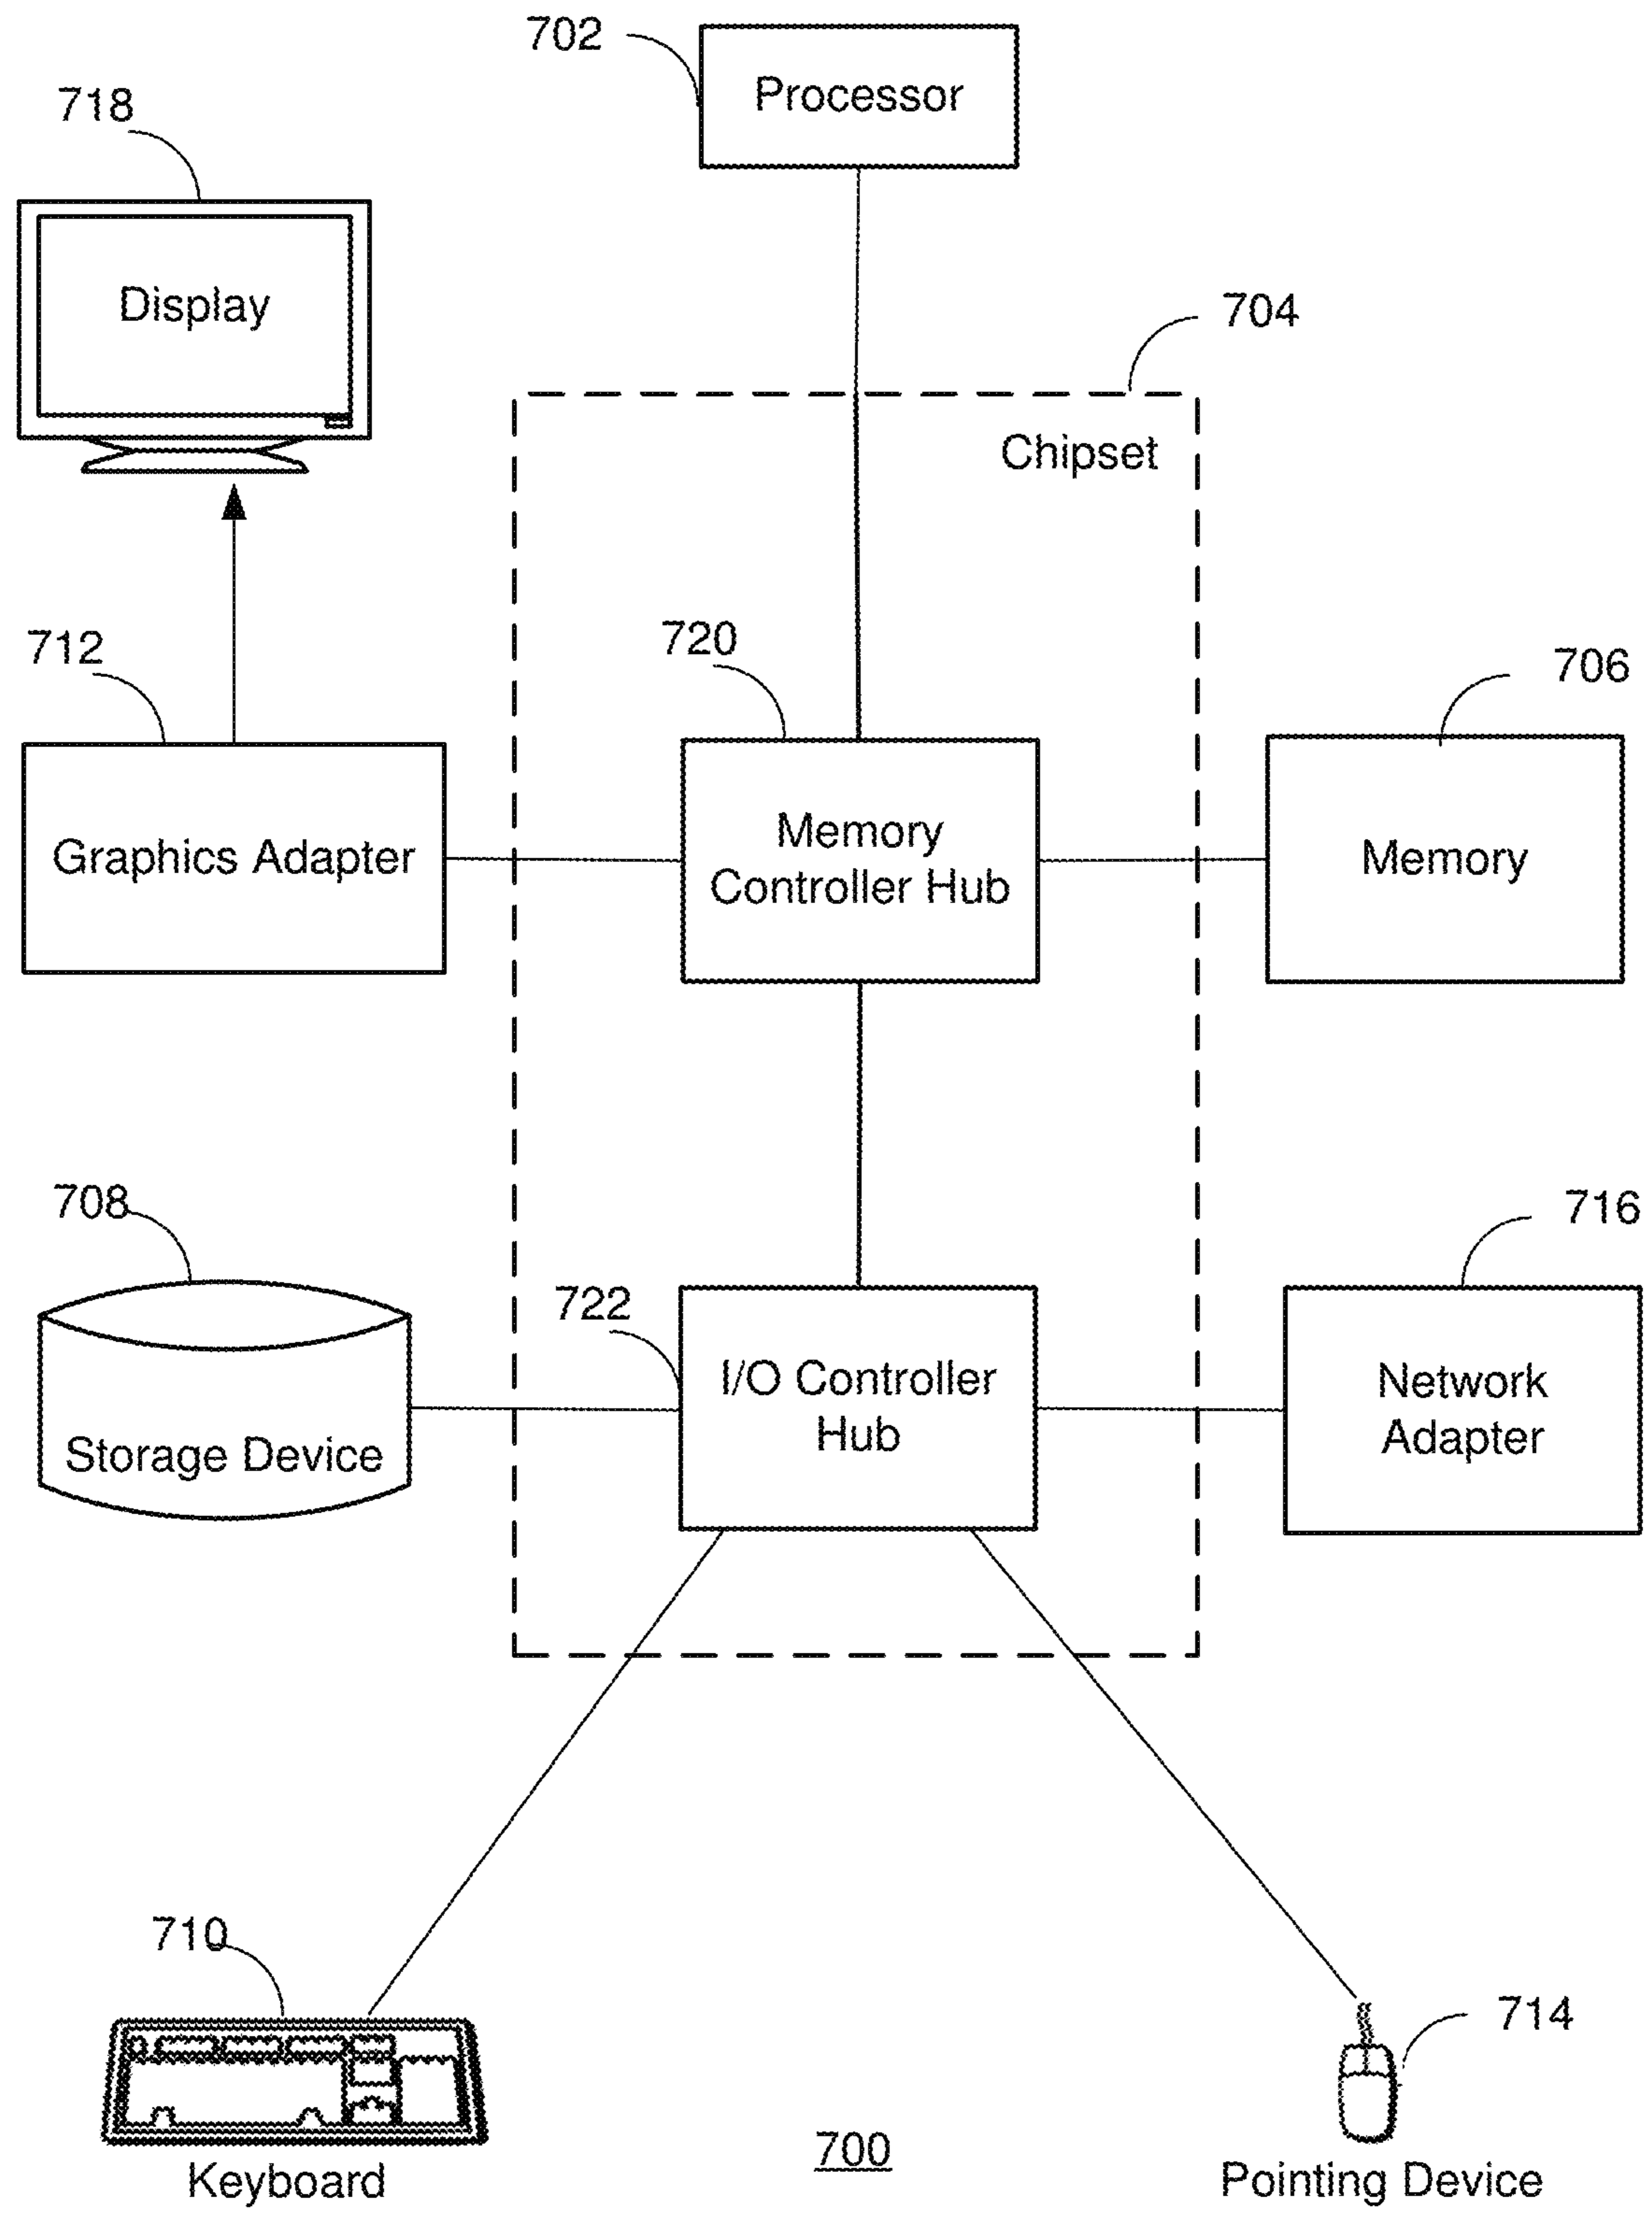 702
Processor
718
Display
704
Chipset
712
720
706
Graphics Adapter
Memory
Controller Hub
Memory
708
716
722
Storage Device
I/O Controller
Hub
Network
Adapter
710
714
Keyboard
700
Pointing Device